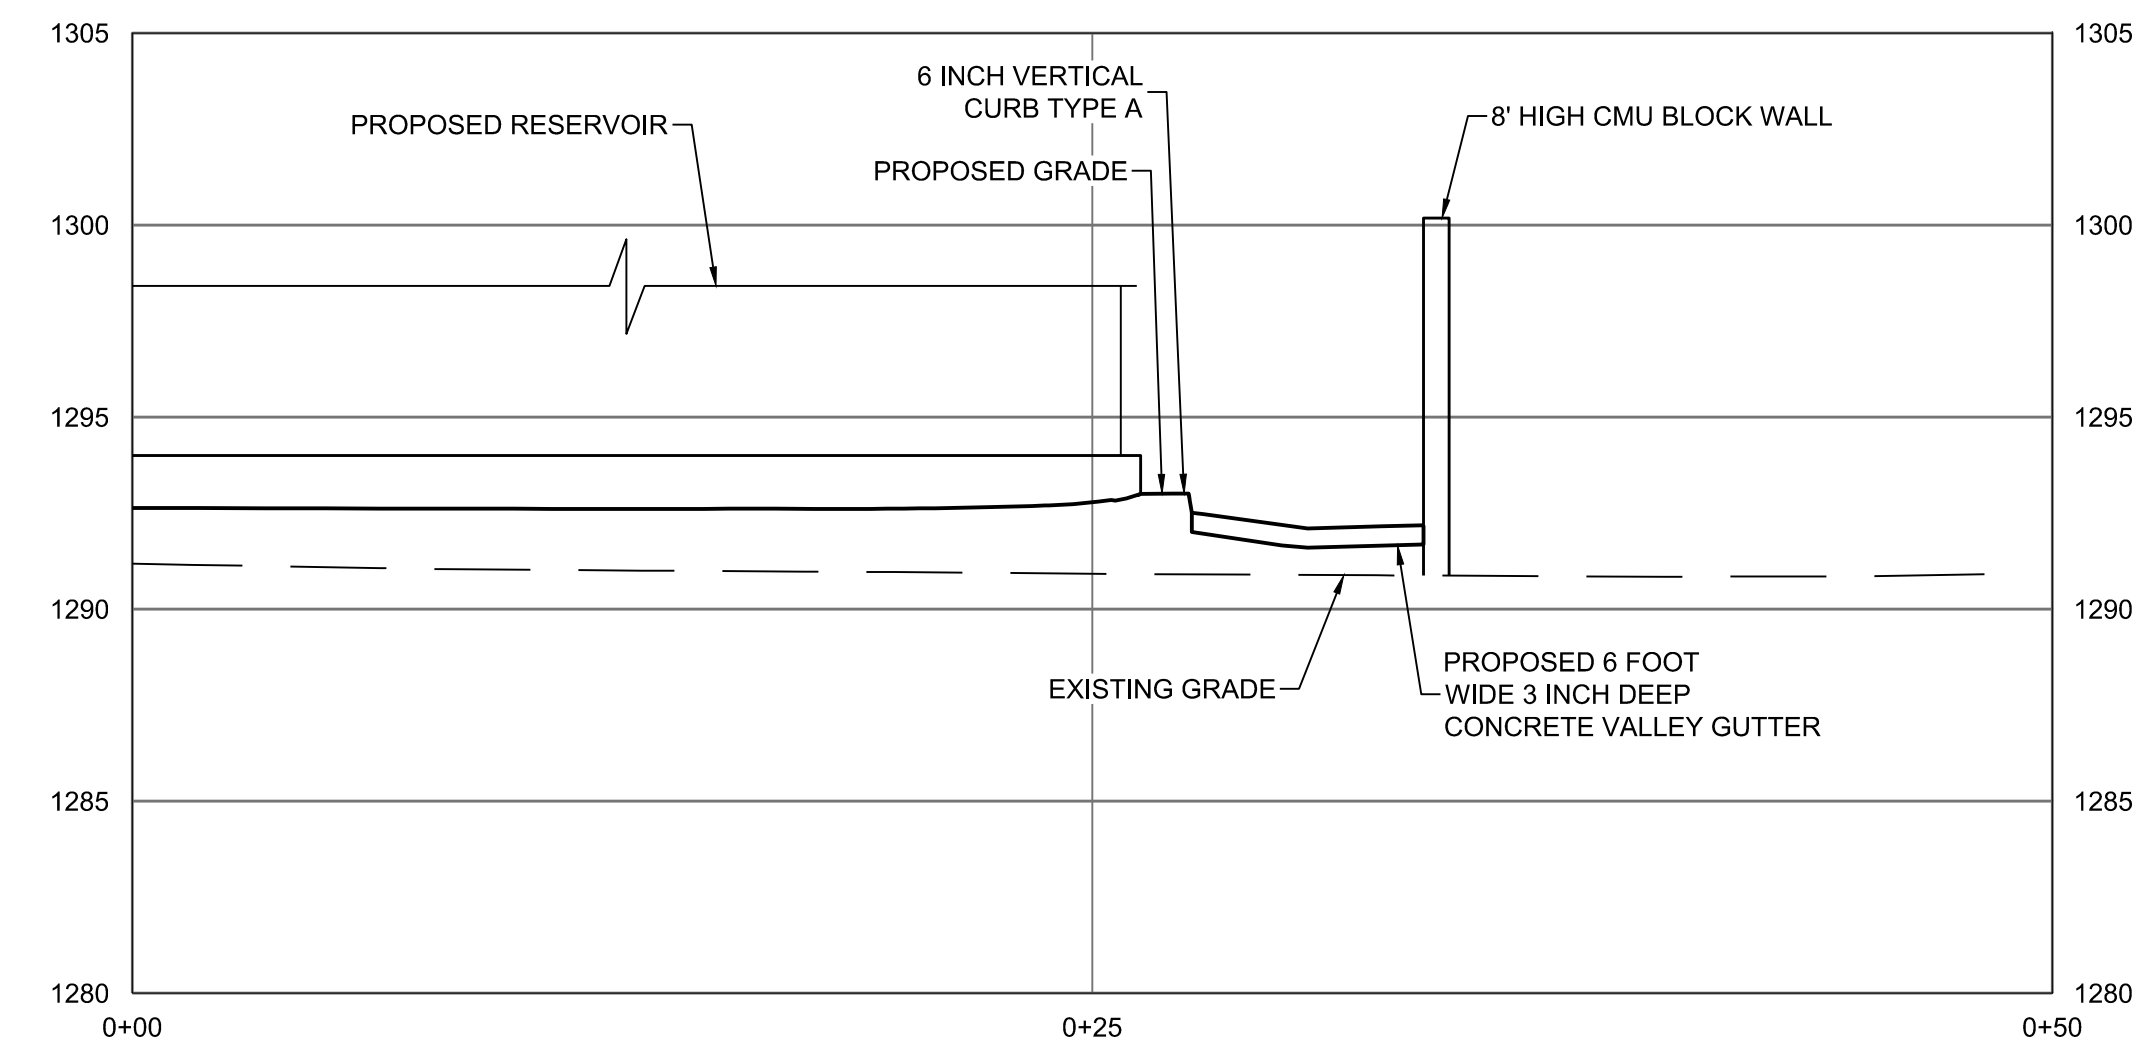 1305
1305
6 INCH VERTICAL
CURB TYPE A
PROPOSED RESERVOIR
8' HIGH CMU BLOCK WALL
PROPOSED GRADE
1300
1300
1295
1295
1290
1290
EXISTING GRADE
PROPOSED 6 FOOT
WIDE 3 INCH DEEP
CONCRETE VALLEY GUTTER
1285
1285
1280
1280
0+00
0+25
0+50